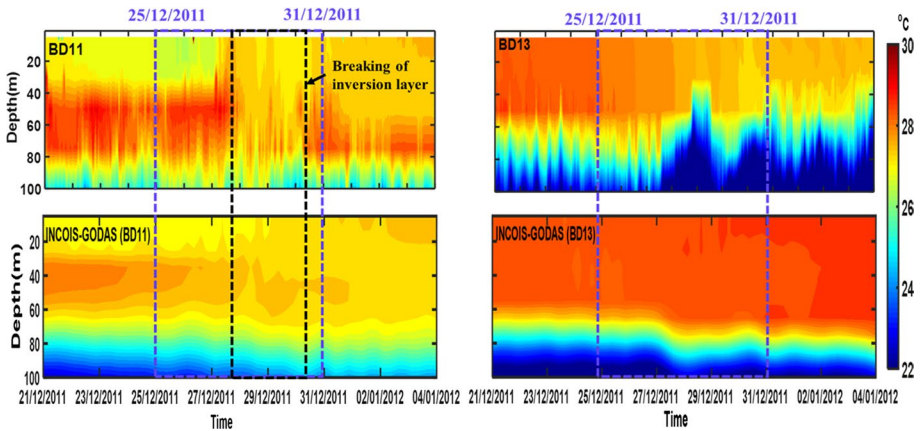 25/12/2011 31/12/2011
25/12/2011 31/12/2011
°C
BD11
Breaking of
inversion layer
Depth(m)
20
40
60
80
100
BD13
INCOIS-GODAS (BD11)
Depth(m)
20
40
60
80
100
21/12/2011 23/12/2011 25/12/2011 27/12/2011 29/12/2011 31/12/2011 02/01/2012 04/01/2012
Time
INCOIS-GODAS (BD13)
21/12/2011 23/12/2011 25/12/2011 27/12/2011 29/12/2011 31/12/2011 02/01/2012 04/01/2012
Time
30
29
28
27
26
25
24
23
22